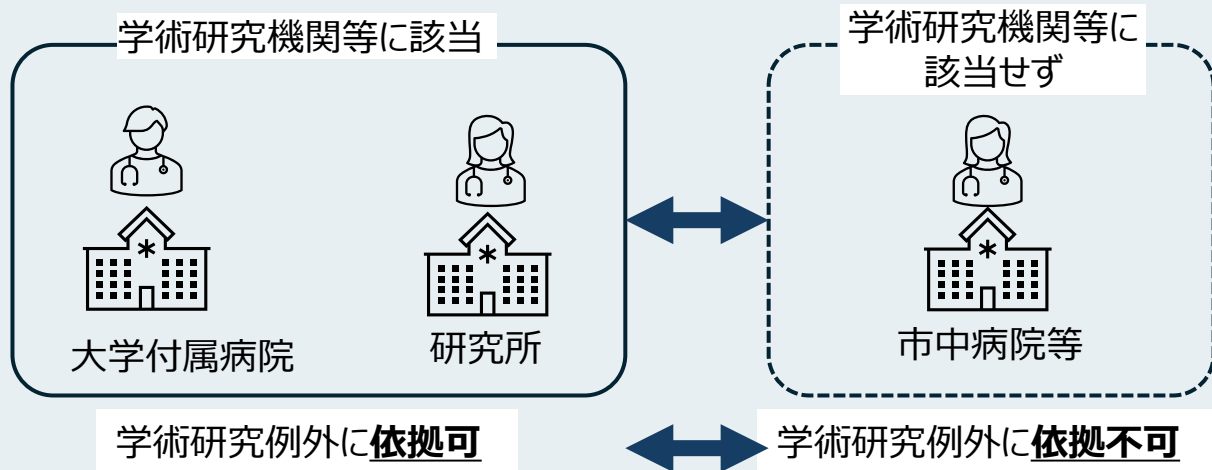 学術研究機関等に該当
学術研究機関等に
該当せず
大学付属病院
研究所
市中病院等
学術研究例外に依拠可
学術研究例外に依拠不可